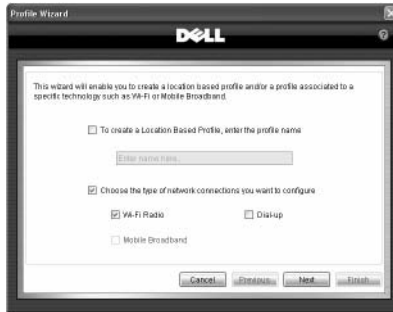 Profile Wizard
DELL
This wizard will enable you to create a location based profile and/or a profile associated to a
specific technology such as Wi-Fi or Mobile Broadband.
To create a Location Based Profile, enter the profile name
Enter name here..
Choose the type of network connections you want to configure
Wi-Fi Radio
Dial-up
Mobile Broadband
Cancel
Previous
Next
Finish